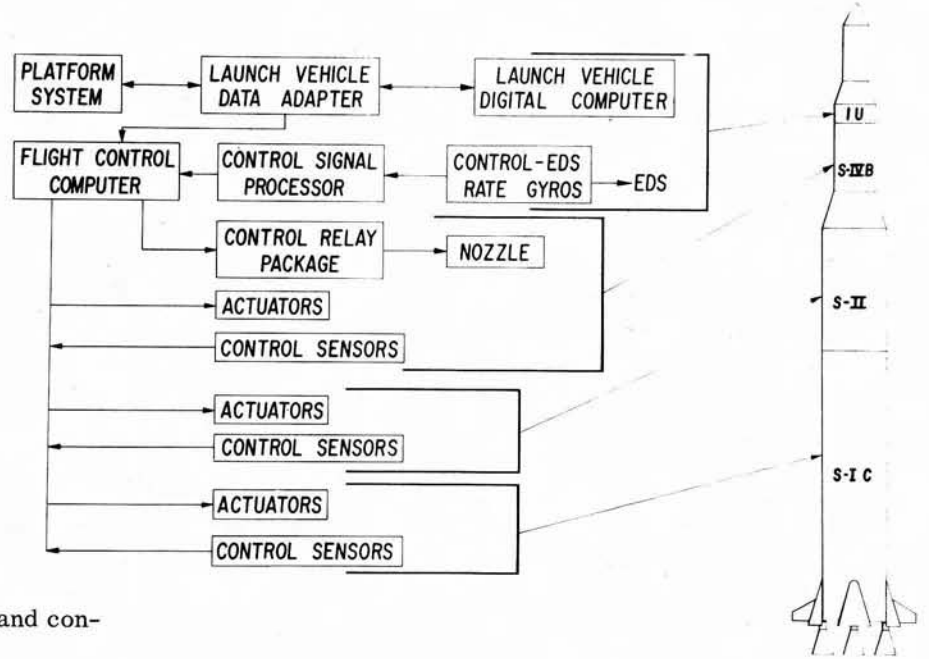 PLATFORM
SYSTEM
LAUNCH VEHICLE
DATA ADAPTER
LAUNCH VEHICLE
DIGITAL COMPUTER
FLIGHT CONTROL
COMPUTER
CONTROL SIGNAL
PROCESSOR
CONTROL-EDS
RATE GYROS
EDS
CONTROL RELAY
PACKAGE
NOZZLE
ACTUATORS
CONTROL SENSORS
ACTUATORS
CONTROL SENSORS
ACTUATORS
CONTROL SENSORS
IU
S-IVB
S-II
S-I C
and con-